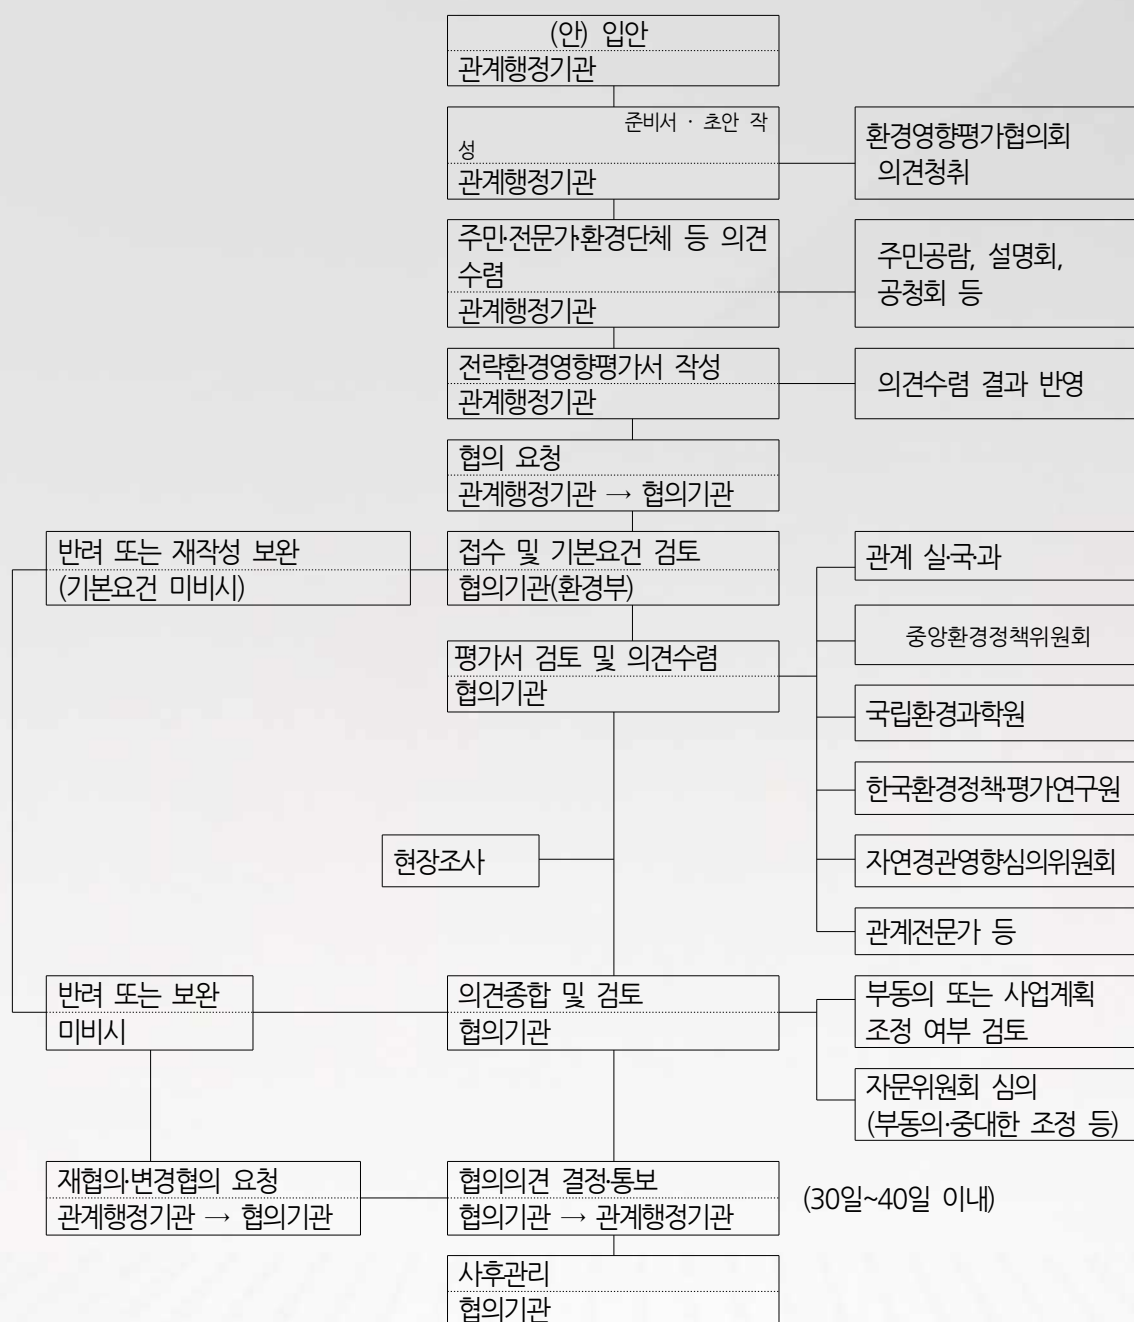 (안) 입안
관계행정기관
준비서 · 초안 작
성
관계행정기관
환경영향평가협의회
의견청취
주민·전문가·환경단체 등 의견
수렴
관계행정기관
주민공람, 설명회,
공청회 등
전략환경영향평가서 작성
관계행정기관
의견수렴 결과 반영
협의 요청
관계행정기관 → 협의기관
반려 또는 재작성 보완
(기본요건 미비시)
접수 및 기본요건 검토
협의기관(환경부)
평가서 검토 및 의견수렴
협의기관
관계 실·국·과
중앙환경정책위원회
국립환경과학원
한국환경정책·평가연구원
자연경관영향심의위원회
관계전문가 등
현장조사
반려 또는 보완
미비시
의견종합 및 검토
협의기관
부동의 또는 사업계획
조정 여부 검토
자문위원회 심의
(부동의·중대한 조정 등)
재협의·변경협의 요청
관계행정기관 → 협의기관
협의의견 결정·통보
협의기관 → 관계행정기관
(30일~40일 이내)
사후관리
협의기관